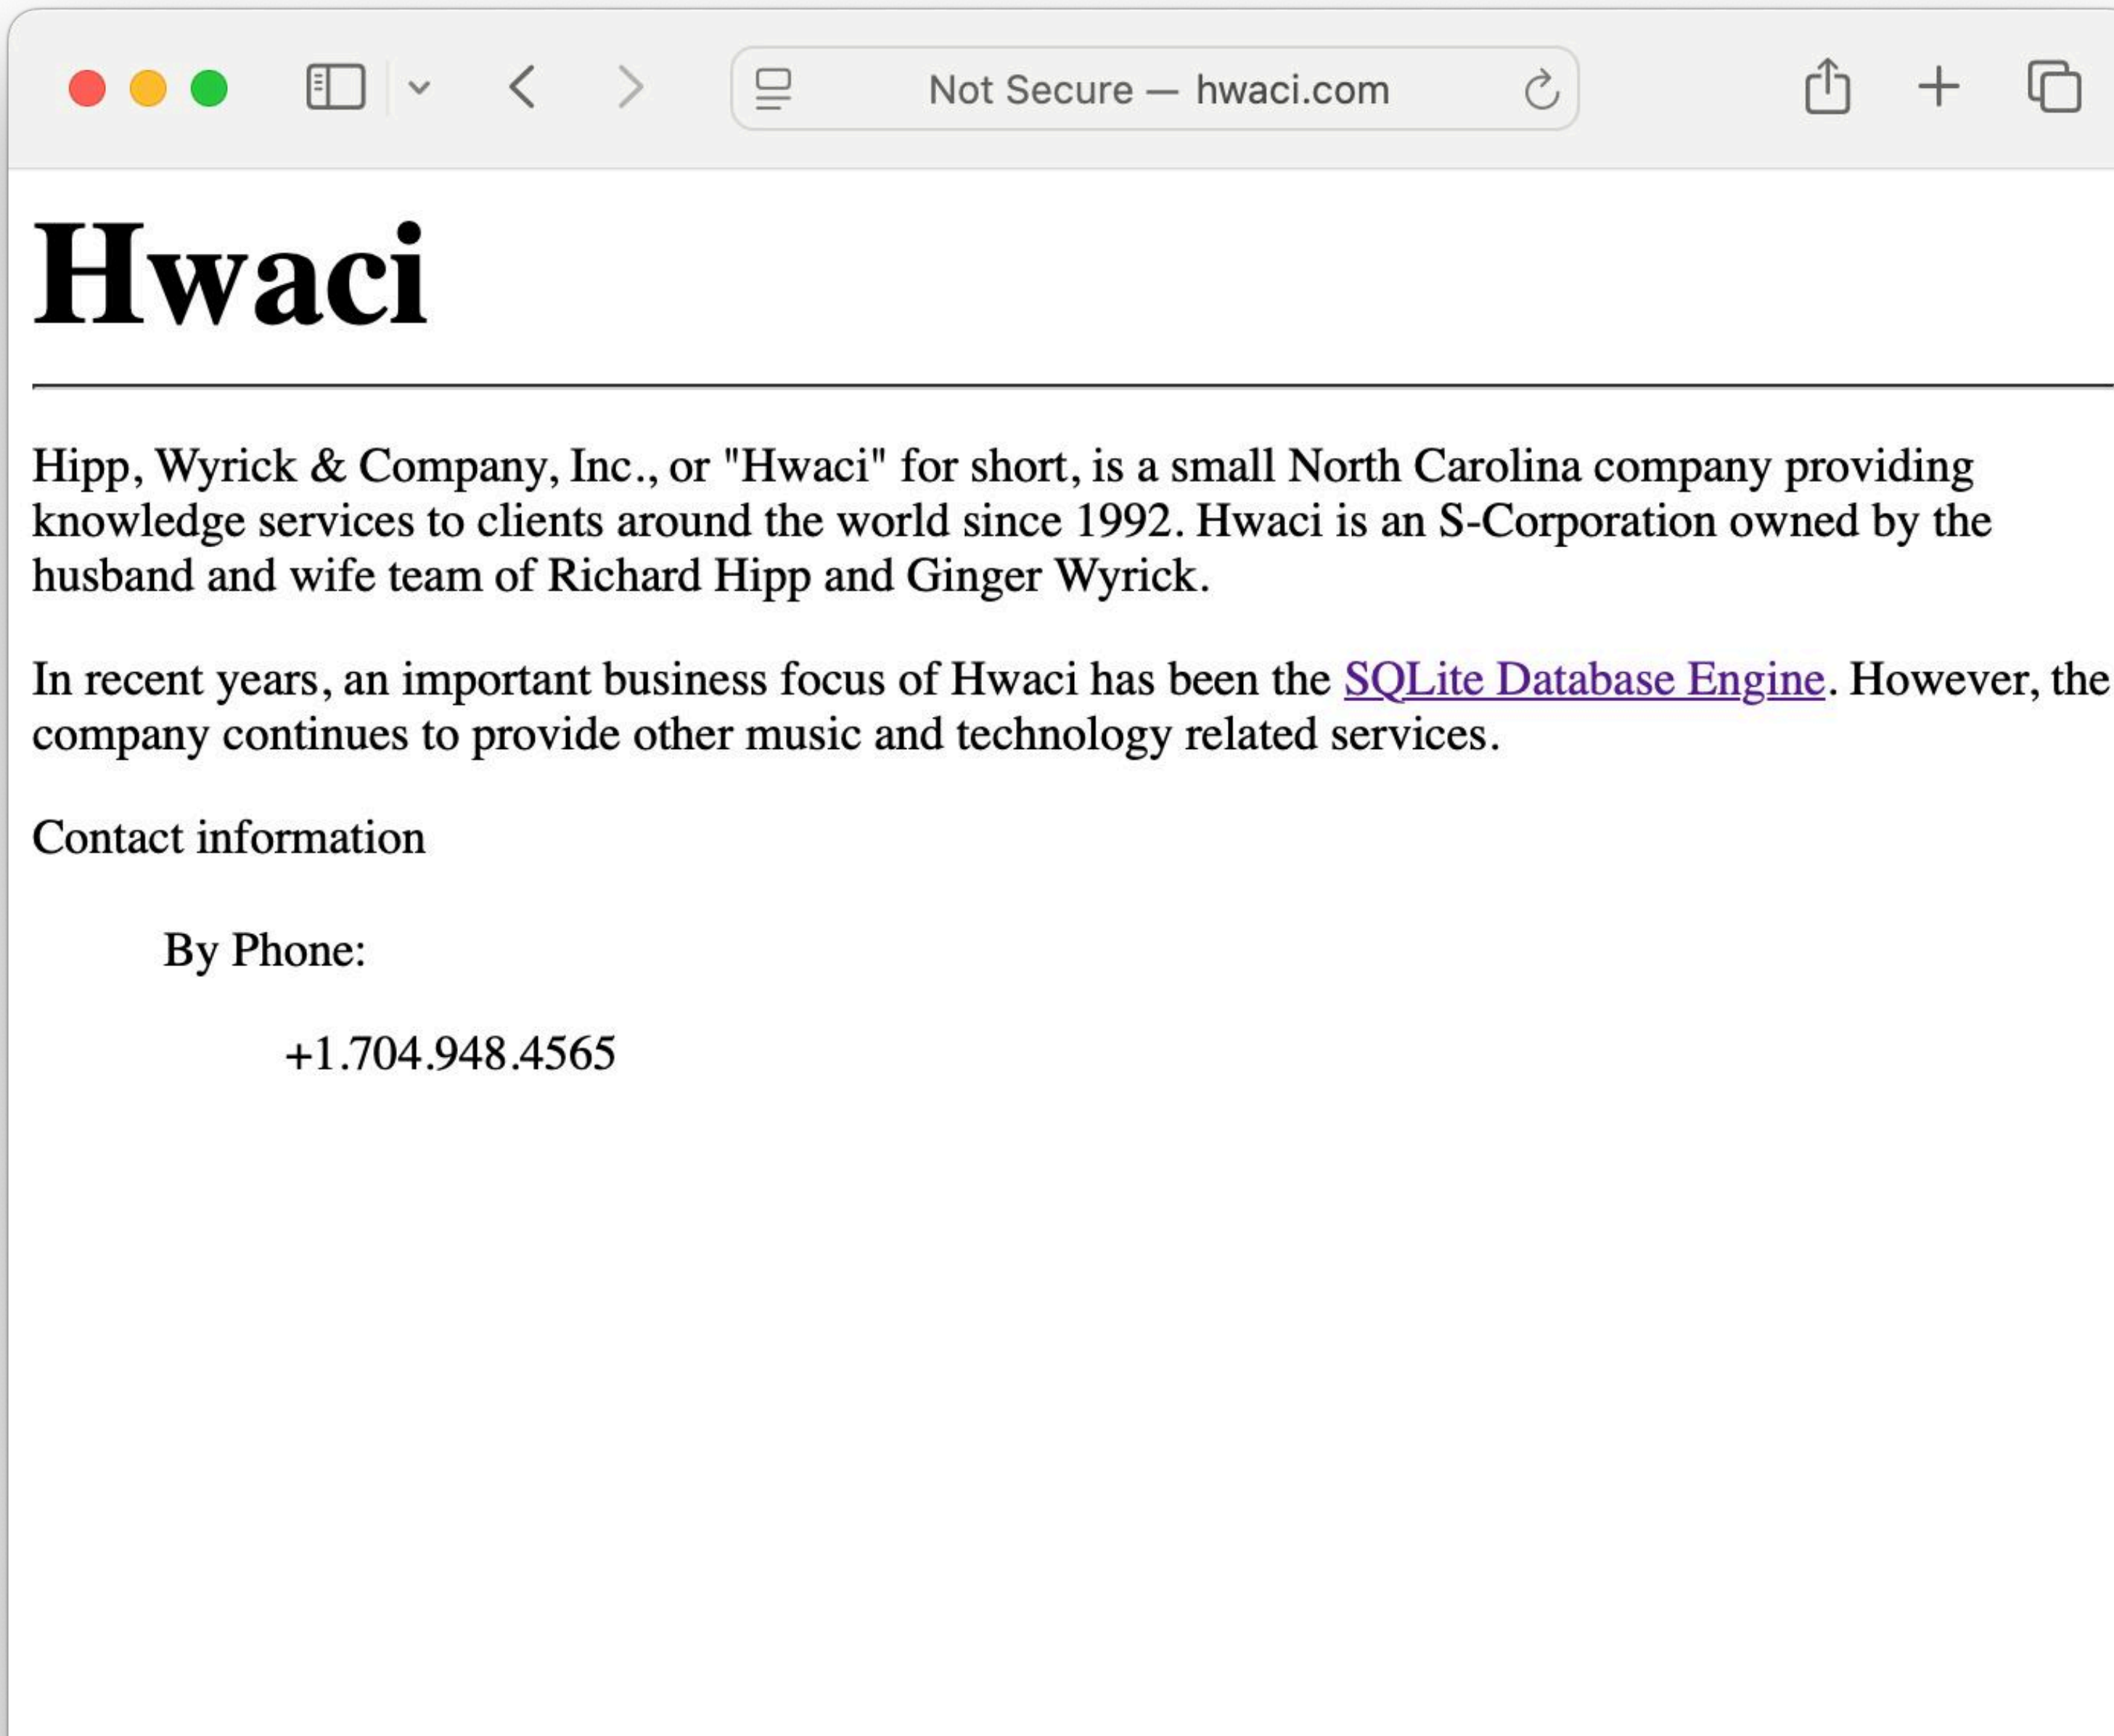 Not Secure — hwaci.com
Hwaci
Hipp, Wyrick & Company, Inc., or "Hwaci" for short, is a small North Carolina company providing
knowledge services to clients around the world since 1992. Hwaci is an S-Corporation owned by the
husband and wife team of Richard Hipp and Ginger Wyrick.
In recent years, an important business focus of Hwaci has been the SQLite Database Engine. However, the
company continues to provide other music and technology related services.
Contact information
By Phone:
+1.704.948.4565